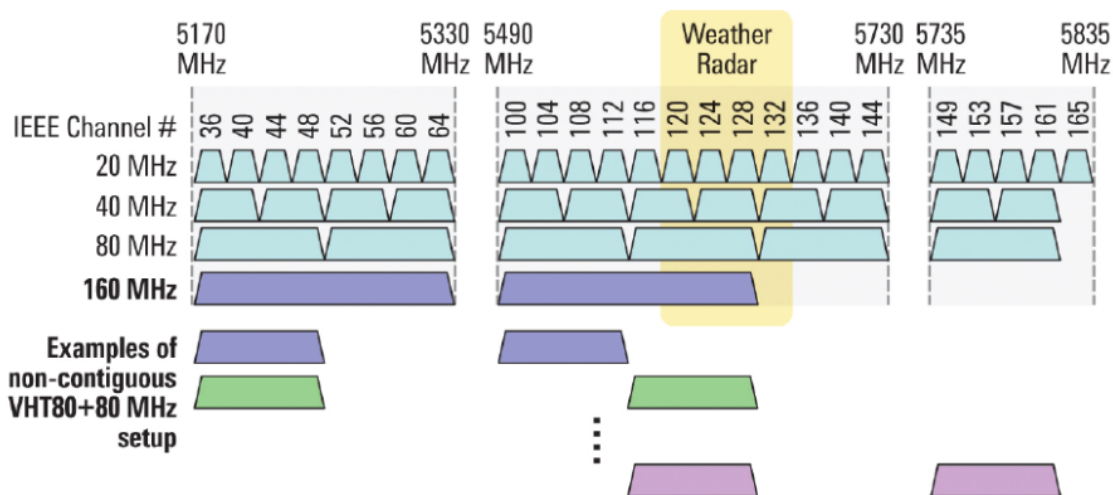 5170 MHz
5330 MHz
5490 MHz
Weather Radar
5730 MHz
5735 MHz
5835 MHz
IEEE Channel #
36 40 44 48 52 56 60 64
100 104 108 112 116 120 124 128 132 136 140 144
149 153 157 161 165
20 MHz
40 MHz
80 MHz
160 MHz
Examples of
non-contiguous
VHT80+80 MHz
setup